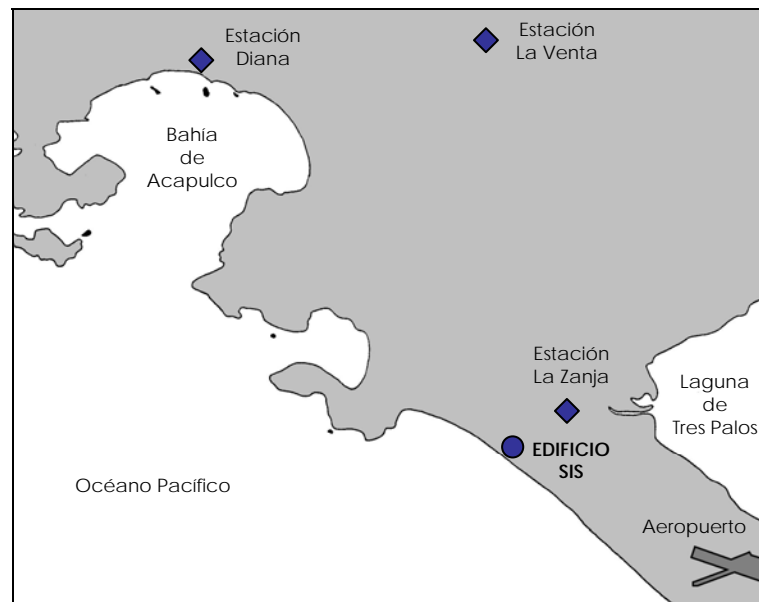 Estación
Diana
Estación
La Venta
Bahía
de
Acapulco
Estación
La Zanja
Laguna
de
Tres Palos
EDIFICIO
SIS
Océano Pacífico
Aeropuerto